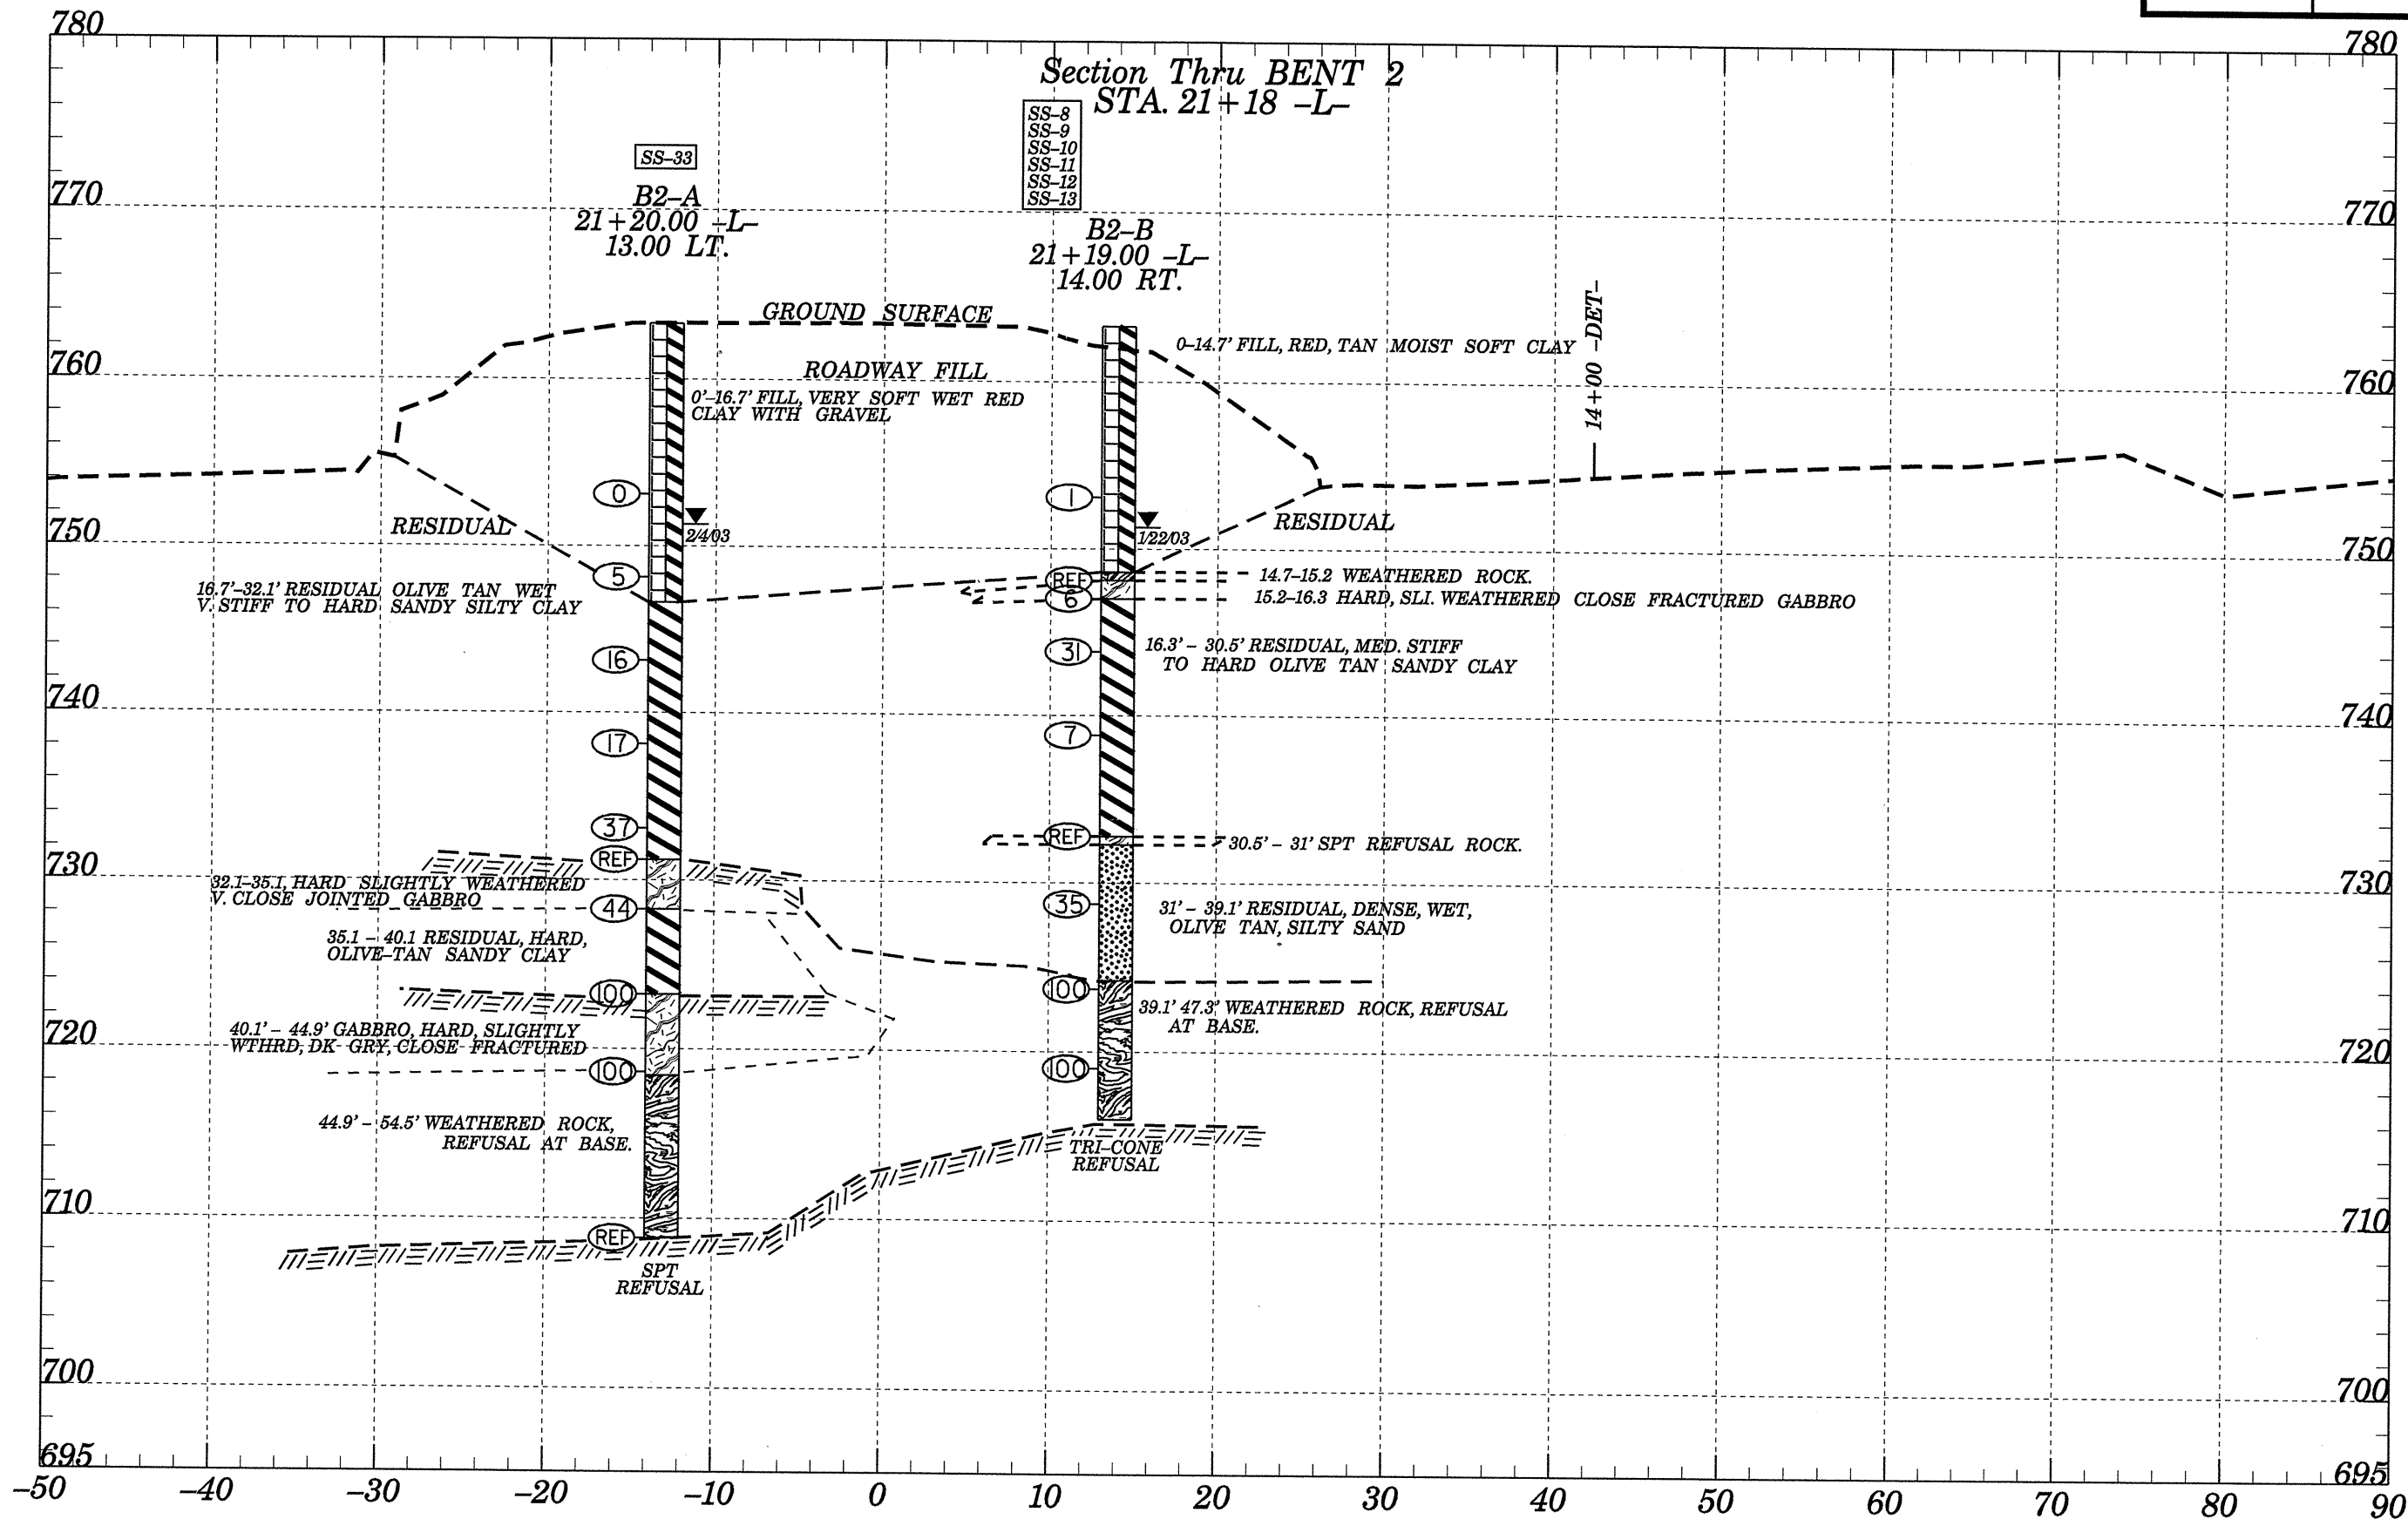 780
780
Section Thru BENT 2
STA. 21+18 -L-
SS-8
SS-9
SS-10
SS-11
SS-12
SS-13
SS-33
B2-A
21+20.00 -L-
13.00 LT.
B2-B
21+19.00 -L-
14.00 RT.
770
770
GROUND SURFACE
0-14.7' FILL, RED, TAN MOIST SOFT CLAY
14+00 -DET-
ROADWAY FILL
0'-16.7' FILL, VERY SOFT WET RED
CLAY WITH GRAVEL
760
760
0
1
RESIDUAL
2/4/03
1/22/03
RESIDUAL
750
750
5
REF
14.7-15.2 WEATHERED ROCK.
16.7'-32.1' RESIDUAL OLIVE TAN WET
V. STIFF TO HARD SANDY SILTY CLAY
6
15.2-16.3 HARD, SLI. WEATHERED CLOSE FRACTURED GABBRO
16
31
16.3' - 30.5' RESIDUAL, MED. STIFF
TO HARD OLIVE TAN SANDY CLAY
740
740
17
7
37
REF
30.5' - 31' SPT REFUSAL ROCK.
REF
730
730
32.1-35.1, HARD SLIGHTLY WEATHERED
V. CLOSE JOINTED GABBRO
44
35
31' - 39.1' RESIDUAL, DENSE, WET,
OLIVE TAN, SILTY SAND
35.1 - 40.1 RESIDUAL, HARD,
OLIVE-TAN SANDY CLAY
100
100
39.1' 47.3' WEATHERED ROCK, REFUSAL
AT BASE.
40.1' - 44.9' GABBRO, HARD, SLIGHTLY
WTHRD, DK GRY, CLOSE FRACTURED
720
720
100
100
44.9' - 54.5' WEATHERED ROCK,
REFUSAL AT BASE.
TRI-CONE
REFUSAL
710
710
REF
SPT
REFUSAL
700
700
695
695
-50 -40 -30 -20 -10 0 10 20 30 40 50 60 70 80 90